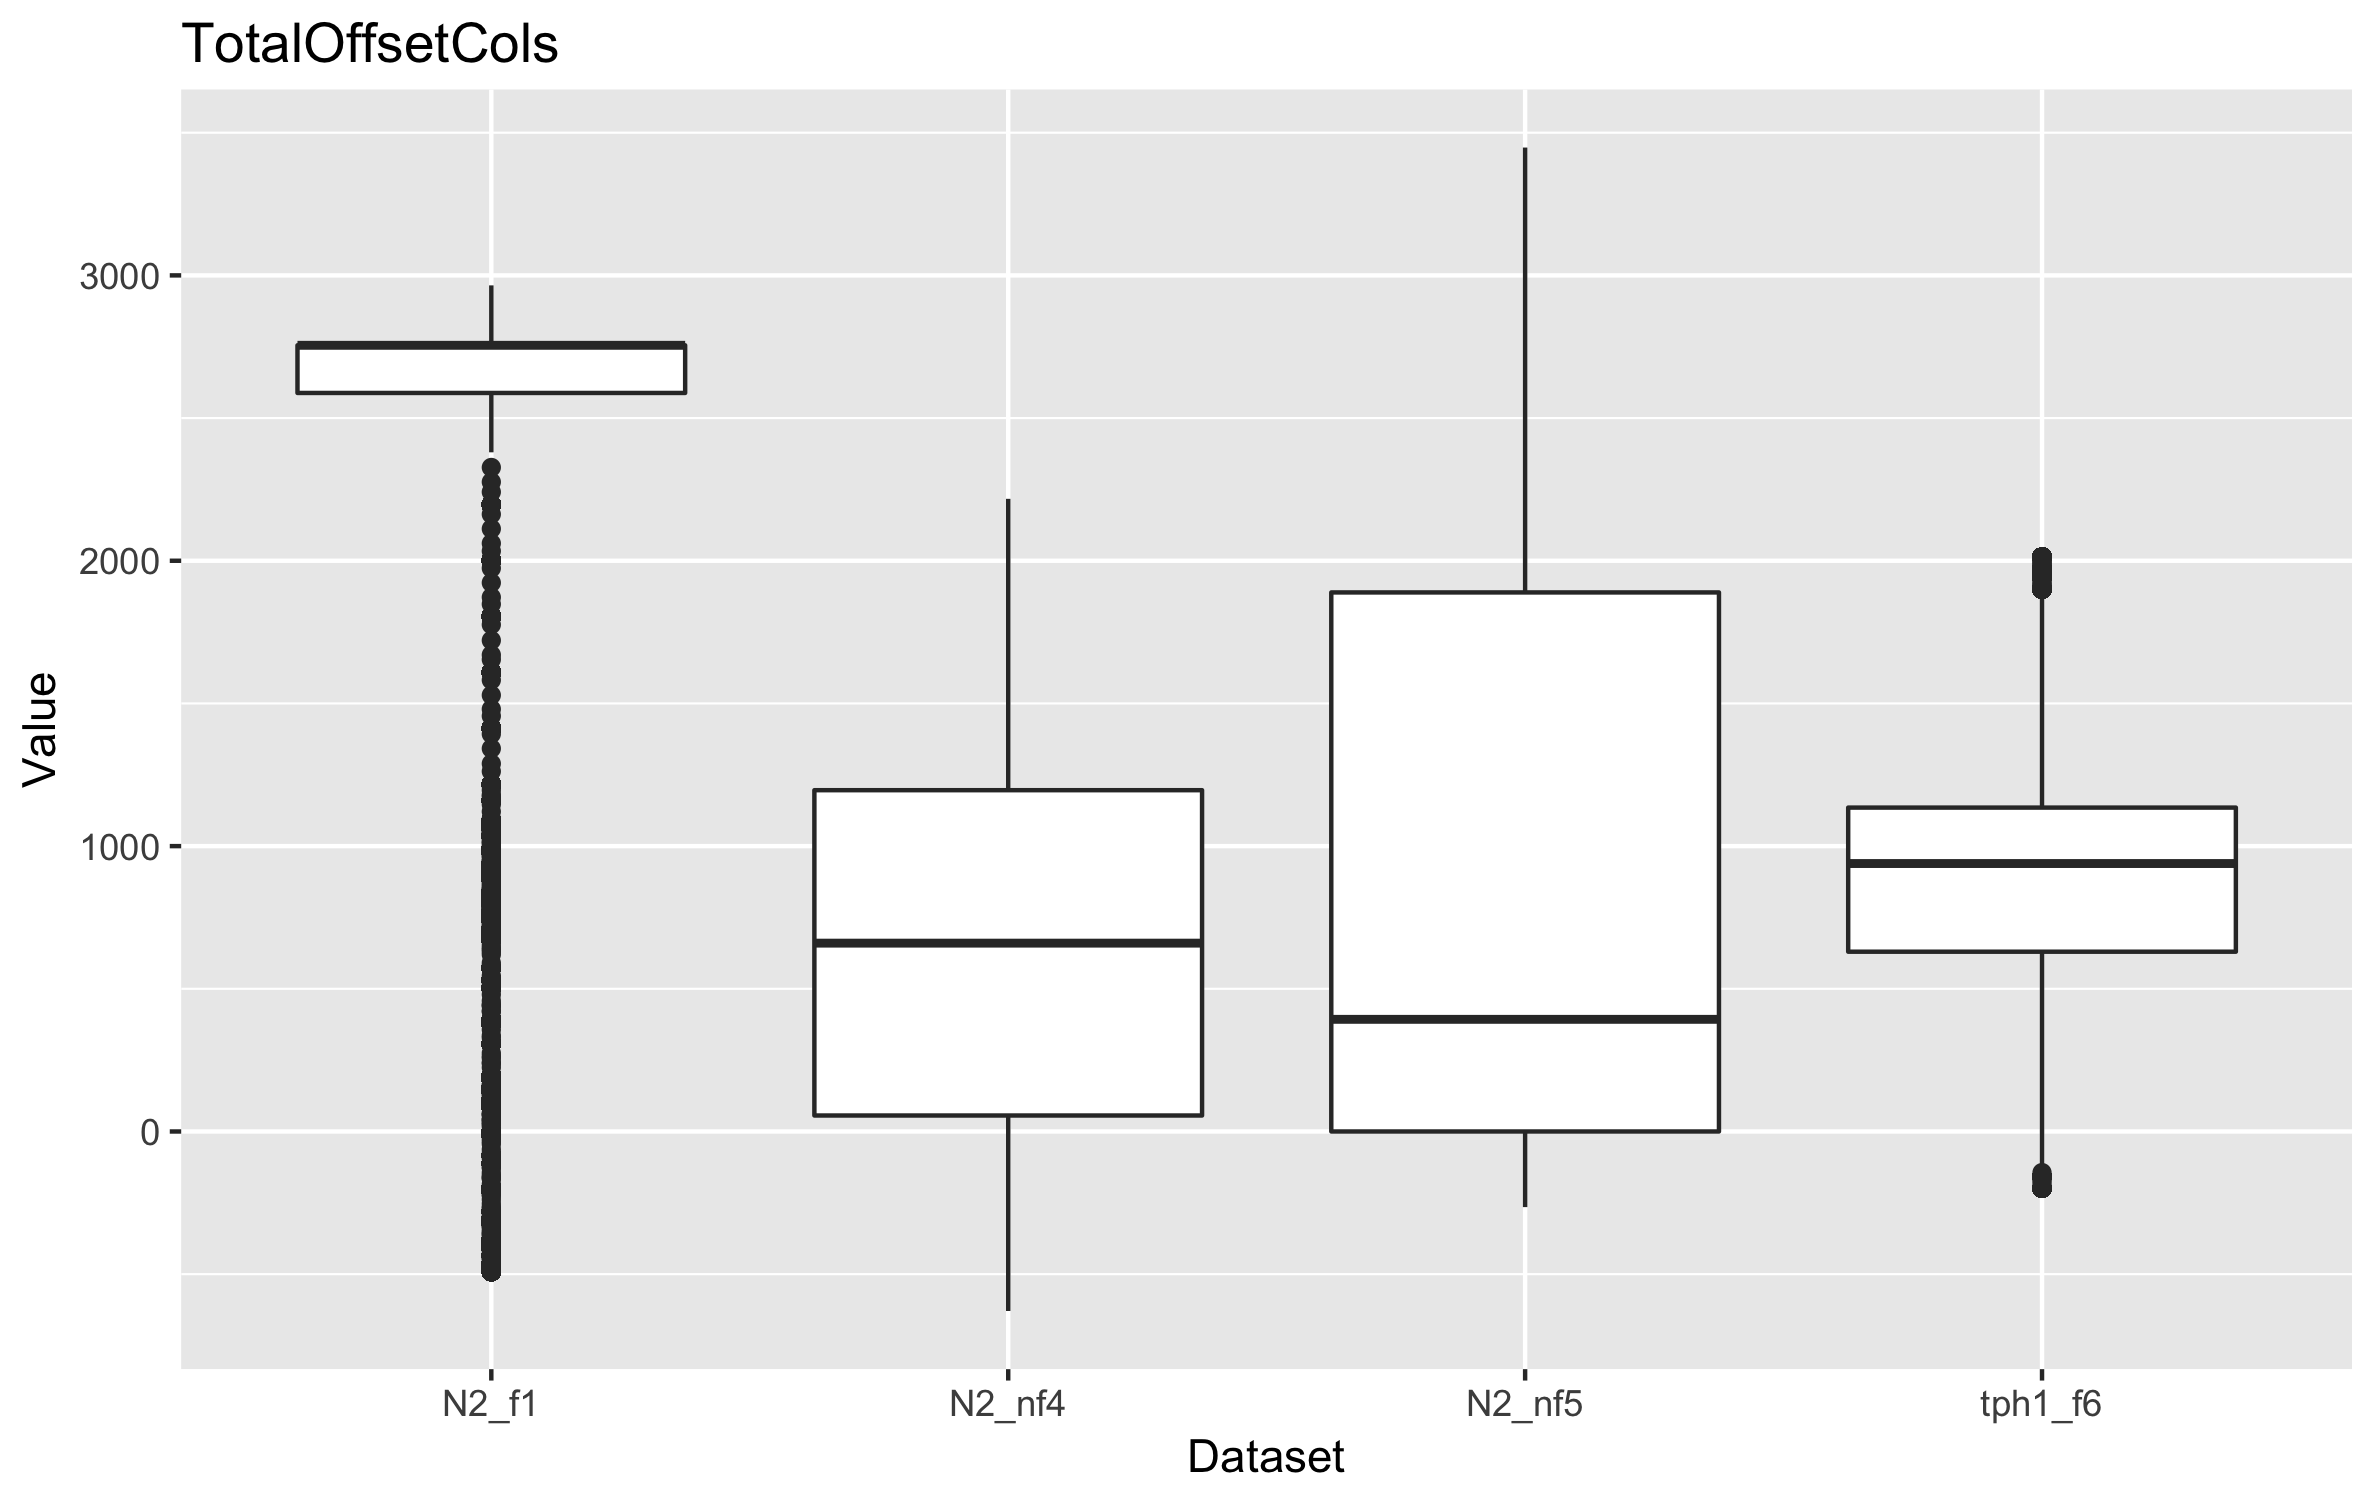 TotalOffsetCols
Value
3000
2000
1000
0
N2_f1 N2_nf4 N2_nf5 tph1_f6
Dataset